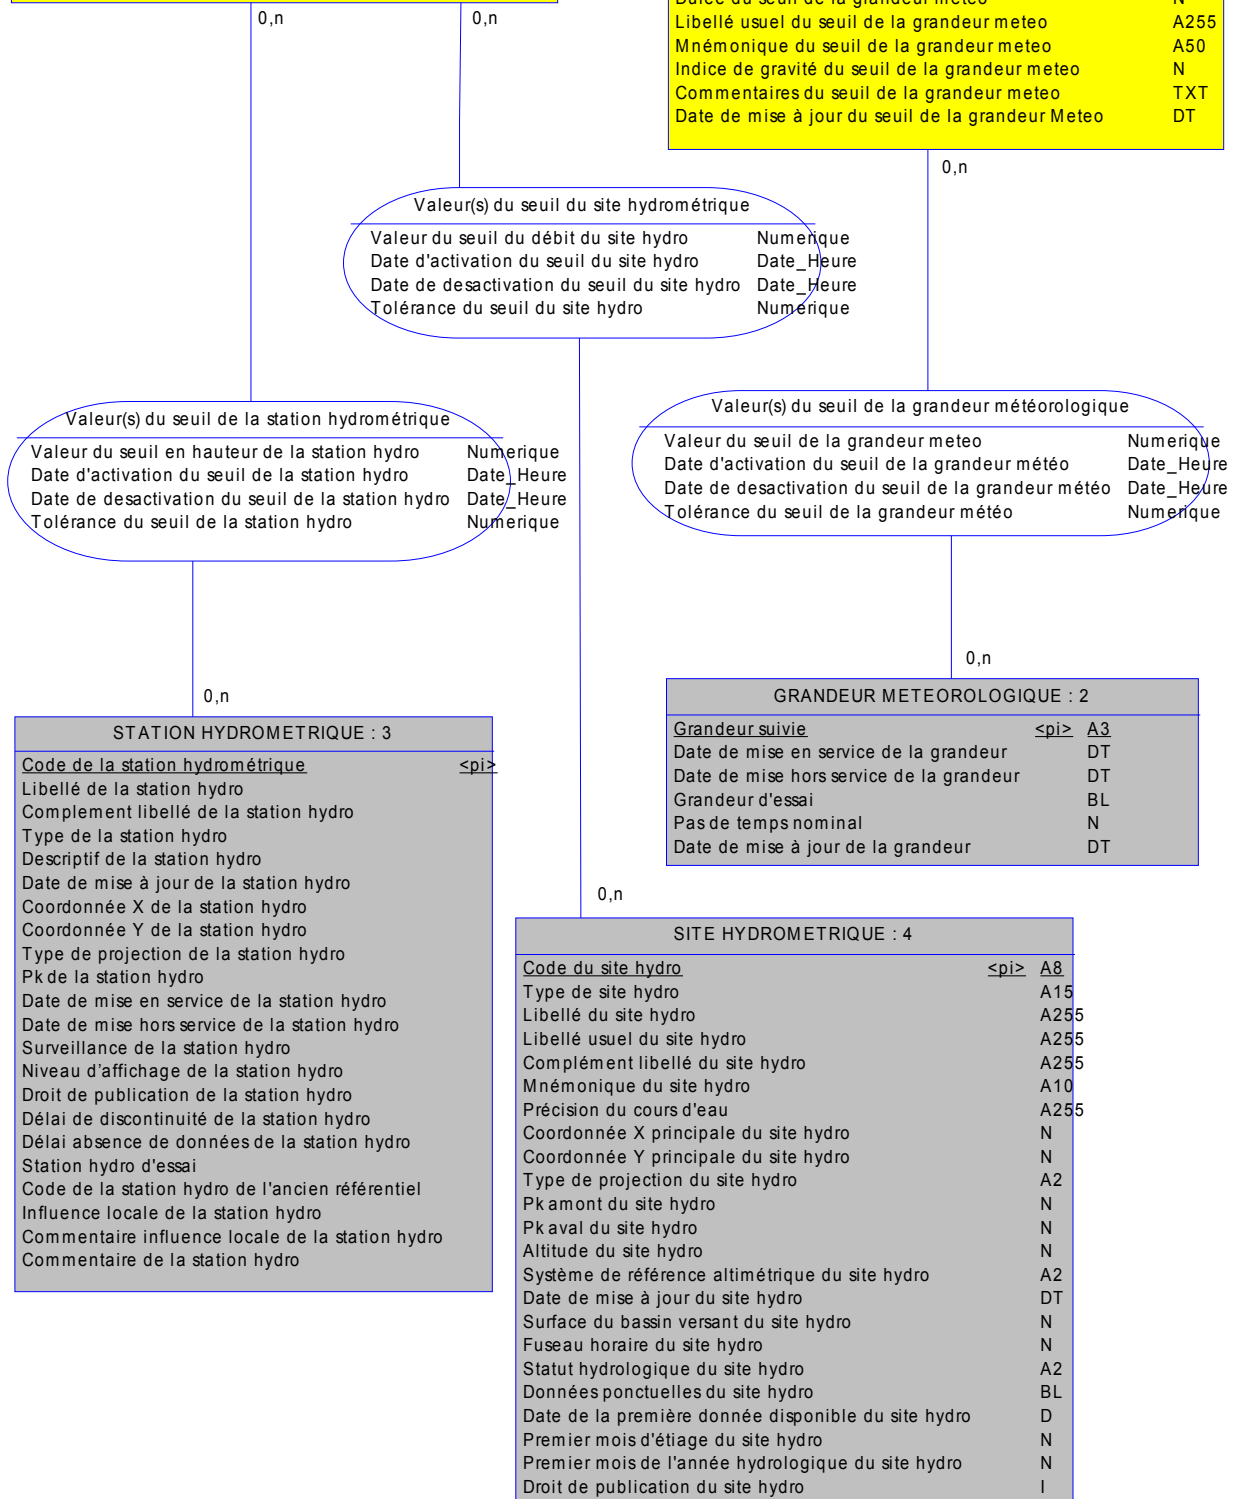 0,n
0,n
Durée du seuil de la grandeur meteo N
Libellé usuel du seuil de la grandeur meteo A255
Mnémonique du seuil de la grandeur meteo A50
Indice de gravité du seuil de la grandeur meteo N
Commentaires du seuil de la grandeur meteo TXT
Date de mise à jour du seuil de la grandeur Meteo DT
0,n
Valeur(s) du seuil du site hydrométrique
Valeur du seuil du débit du site hydro Numerique
Date d'activation du seuil du site hydro Date_Heure
Date de desactivation du seuil du site hydro Date_Heure
Tolérance du seuil du site hydro Numerique
Valeur(s) du seuil de la station hydrométrique
Valeur du seuil en hauteur de la station hydro Numerique
Date d'activation du seuil de la station hydro Date_Heure
Date de desactivation du seuil de la station hydro Date_Heure
Tolérance du seuil de la station hydro Numerique
Valeur(s) du seuil de la grandeur météorologique
Valeur du seuil de la grandeur meteo Numerique
Date d'activation du seuil de la grandeur météo Date_Heure
Date de desactivation du seuil de la grandeur météo Date_Heure
Tolérance du seuil de la grandeur météo Numerique
0,n
0,n
GRANDEUR METEOROLOGIQUE : 2
Grandeur suivie <pi> A3
Date de mise en service de la grandeur DT
Date de mise hors service de la grandeur DT
Grandeur d'essai BL
Pas de temps nominal N
Date de mise à jour de la grandeur DT
STATION HYDROMETRIQUE : 3
Code de la station hydrométrique <pi>
Libellé de la station hydro
Complement libellé de la station hydro
Type de la station hydro
Descriptif de la station hydro
Date de mise à jour de la station hydro
Coordonnée X de la station hydro
Coordonnée Y de la station hydro
Type de projection de la station hydro
Pk de la station hydro
Date de mise en service de la station hydro
Date de mise hors service de la station hydro
Surveillance de la station hydro
Niveau d’affichage de la station hydro
Droit de publication de la station hydro
Délai de discontinuité de la station hydro
Délai absence de données de la station hydro
Station hydro d'essai
Code de la station hydro de l'ancien référentiel
Influence locale de la station hydro
Commentaire influence locale de la station hydro
Commentaire de la station hydro
0,n
SITE HYDROMETRIQUE : 4
Code du site hydro <pi> A8
Type de site hydro A15
Libellé du site hydro A255
Libellé usuel du site hydro A255
Complément libellé du site hydro A255
Mnémonique du site hydro A10
Précision du cours d'eau A255
Coordonnée X principale du site hydro N
Coordonnée Y principale du site hydro N
Type de projection du site hydro A2
Pk amont du site hydro N
Pk aval du site hydro N
Altitude du site hydro N
Système de référence altimétrique du site hydro A2
Date de mise à jour du site hydro DT
Surface du bassin versant du site hydro N
Fuseau horaire du site hydro N
Statut hydrologique du site hydro A2
Données ponctuelles du site hydro BL
Date de la première donnée disponible du site hydro D
Premier mois d'étiage du site hydro N
Premier mois de l'année hydrologique du site hydro N
Droit de publication du site hydro I